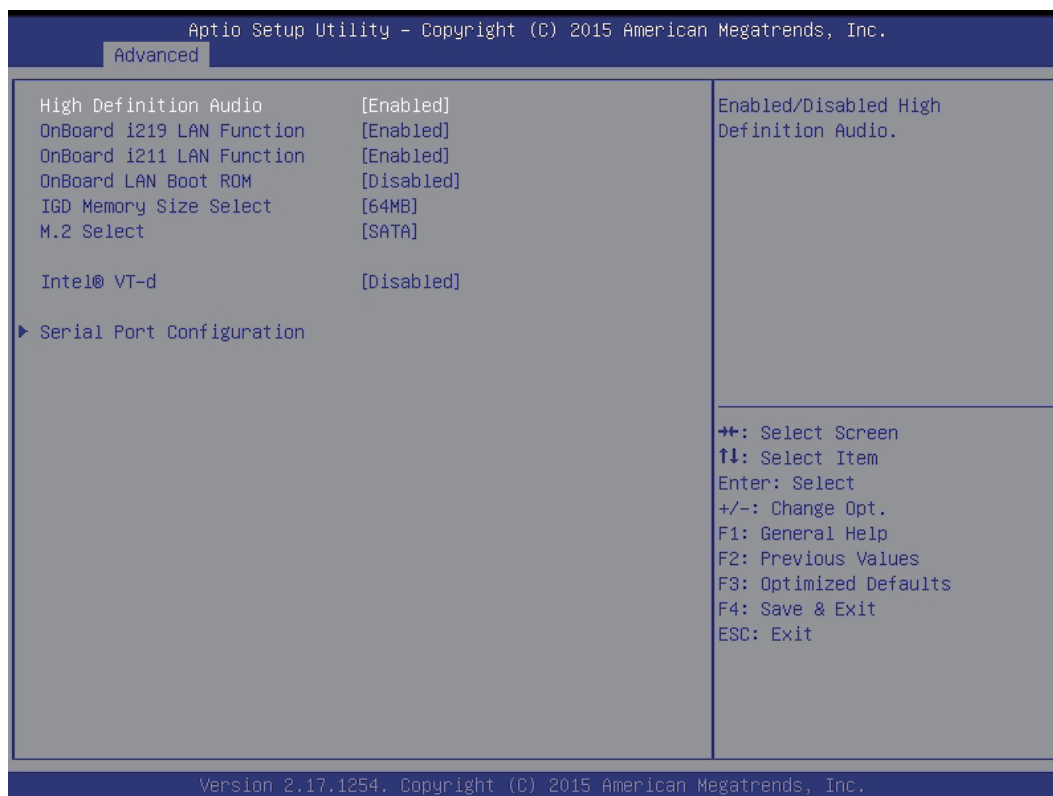 Aptio Setup Utility – Copyright (C) 2015 American Megatrends, Inc.
Advanced
High Definition Audio [Enabled]
OnBoard i219 LAN Function [Enabled]
OnBoard i211 LAN Function [Enabled]
OnBoard LAN Boot ROM [Disabled]
IGD Memory Size Select [64MB]
M.2 Select [SATA]
Intel® VT-d [Disabled]
▶ Serial Port Configuration
Enabled/Disabled High
Definition Audio.
→←: Select Screen
↑↓: Select Item
Enter: Select
+/-: Change Opt.
F1: General Help
F2: Previous Values
F3: Optimized Defaults
F4: Save & Exit
ESC: Exit
Version 2.17.1254. Copyright (C) 2015 American Megatrends, Inc.